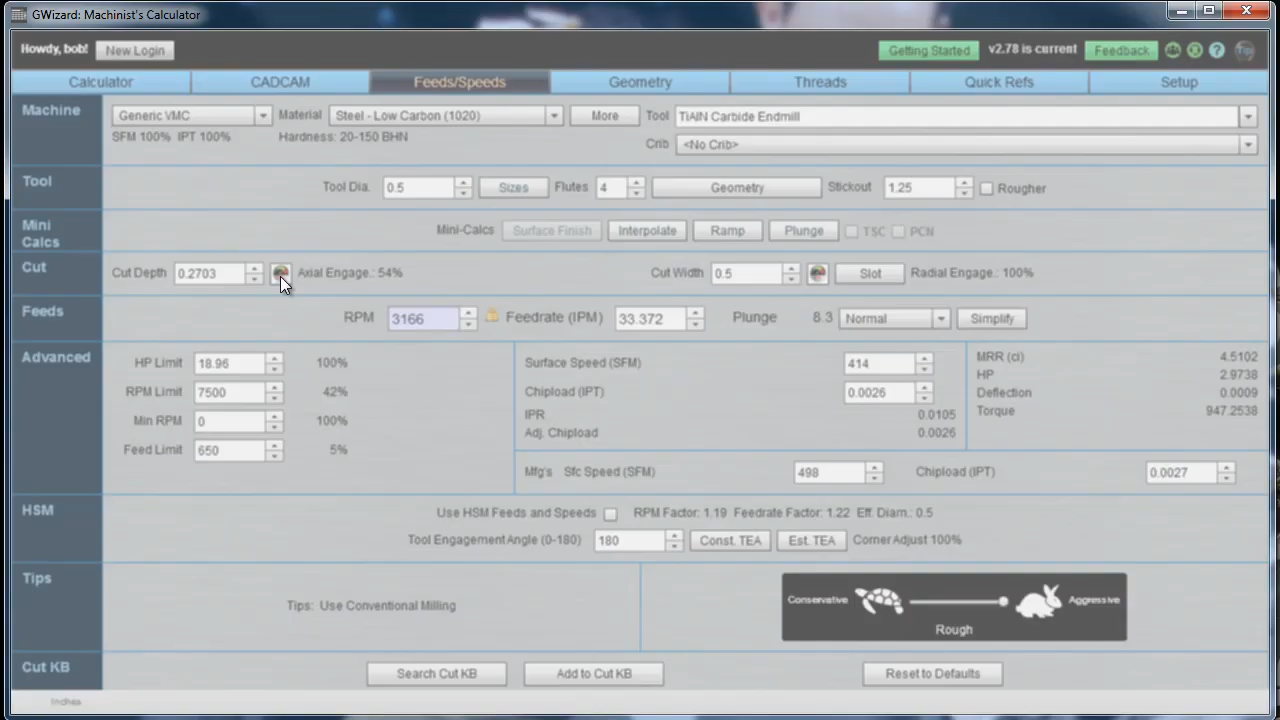 GWizard: Machinist's Calculator
Howdy, bob! New Login Getting Started v2.78 is current Feedback ? Tip
Calculator CADCAM Feeds/Speeds Geometry Threads Quick Refs Setup
Machine Generic VMC Material Steel - Low Carbon (1020) More Tool TiAlN Carbide Endmill
SFM 100% IPT 100% Hardness: 20-150 BHN Crib <No Crib>
Tool Tool Dia. 0.5 Sizes Flutes 4 Geometry Stickout 1.25 Rougher
Mini Calcs Mini-Calcs Surface Finish Interpolate Ramp Plunge TSC PCN
Cut Cut Depth 0.2703 Axial Engage.: 54% Cut Width 0.5 Slot Radial Engage.: 100%
Feeds RPM 3166 Feedrate (IPM) 33.372 Plunge 8.3 Normal Simplify
Advanced HP Limit 18.96 100% Surface Speed (SFM) 414 MRR (ci) 4.5102
HP 2.9738
RPM Limit 7500 42% Chipload (IPT) 0.0026 Deflection 0.0009
IPR 0.0105 Torque 947.2538
Min RPM 0 100% Adj. Chipload 0.0026
Feed Limit 650 5%
Mfg's Sfc Speed (SFM) 498 Chipload (IPT) 0.0027
HSM Use HSM Feeds and Speeds RPM Factor: 1.19 Feedrate Factor: 1.22 Eff. Diam.: 0.5
Tool Engagement Angle (0-180) 180 Const. TEA Est. TEA Corner Adjust 100%
Tips Tips: Use Conventional Milling Conservative Aggressive
Rough
Cut KB Search Cut KB Add to Cut KB Reset to Defaults
Inches